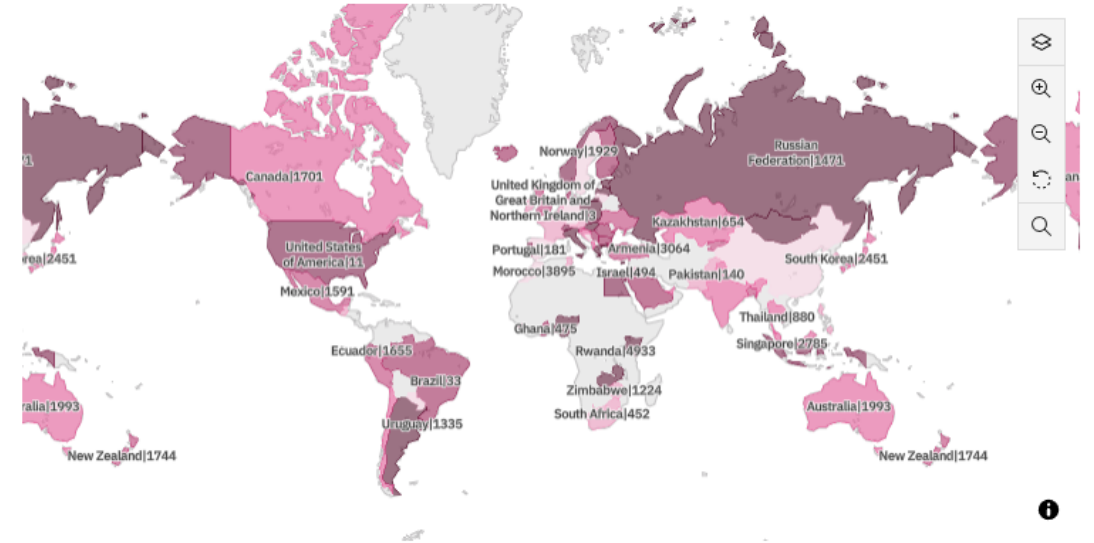 Norway|1929
Russian
Federation|1471
71
Canada|1701
United Kingdom of
Great Britain and
Northern Ireland|3
Kazakhstan|654
United States
of America|11
Portugal|181
Armenia|3064
rea|2451
South Korea|2451
Morocco|3895
Israel|494
Pakistan|140
Mexico|1591
Thailand|880
Ghana|475
Singapore|2785
Ecuador|1655
Rwanda|4933
Brazil|33
Zimbabwe|1224
ralia|1993
South Africa|452
Australia|1993
Uruguay|1335
New Zealand|1744
New Zealand|1744